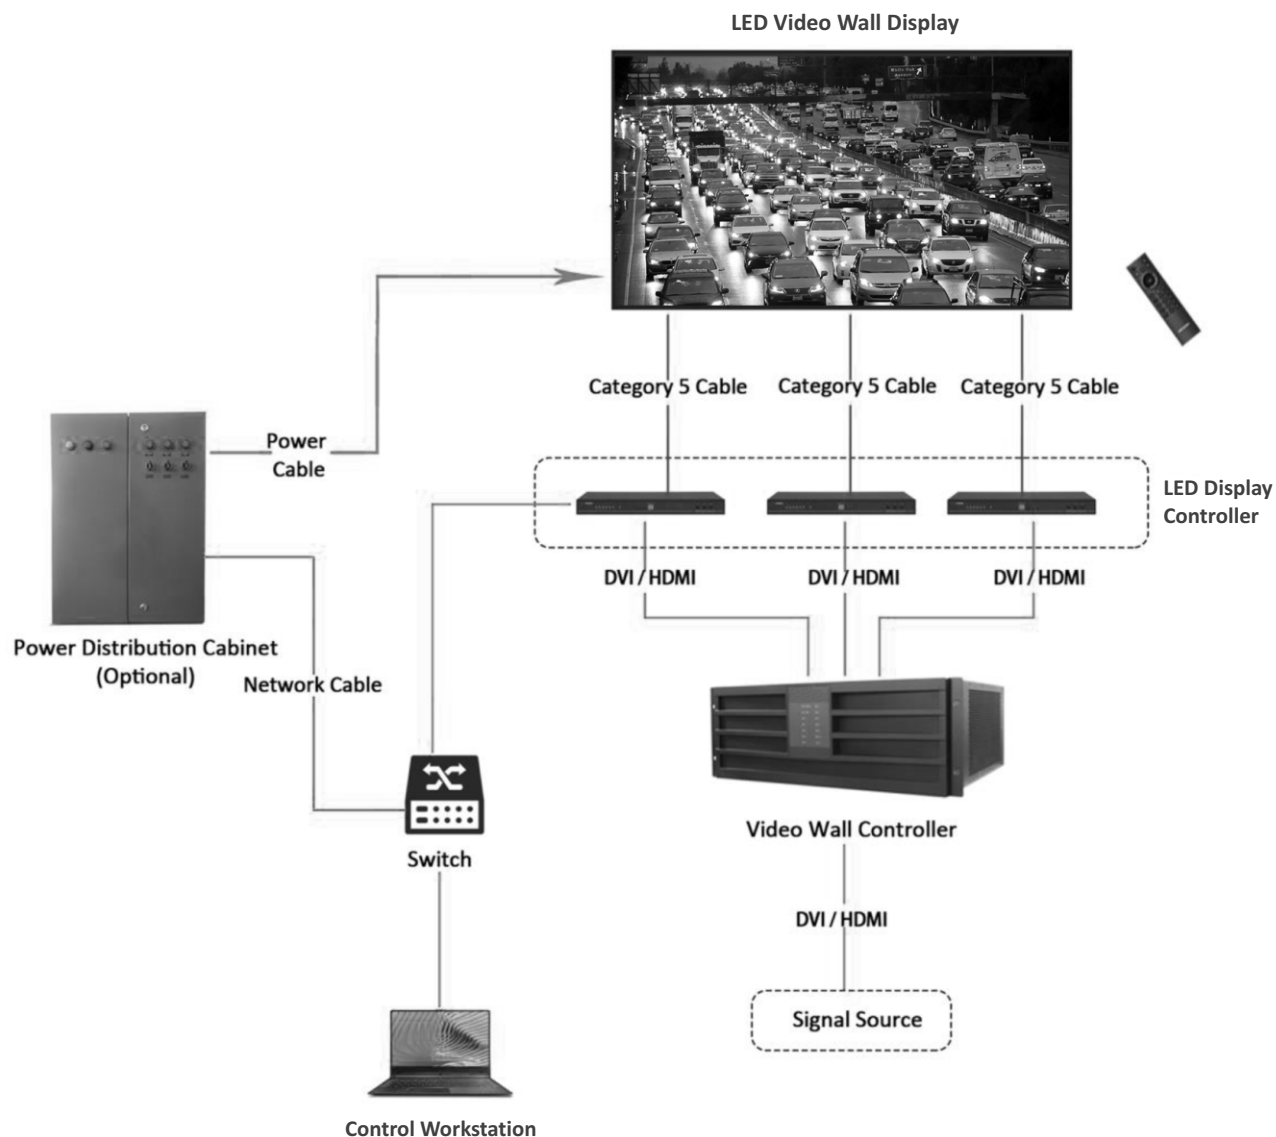 LED Video Wall Display
Category 5 Cable
Category 5 Cable
Category 5 Cable
Power
Cable
LED Display
Controller
DVI / HDMI
DVI / HDMI
DVI / HDMI
Power Distribution Cabinet
(Optional)
Network Cable
Video Wall Controller
Switch
DVI / HDMI
Signal Source
Control Workstation